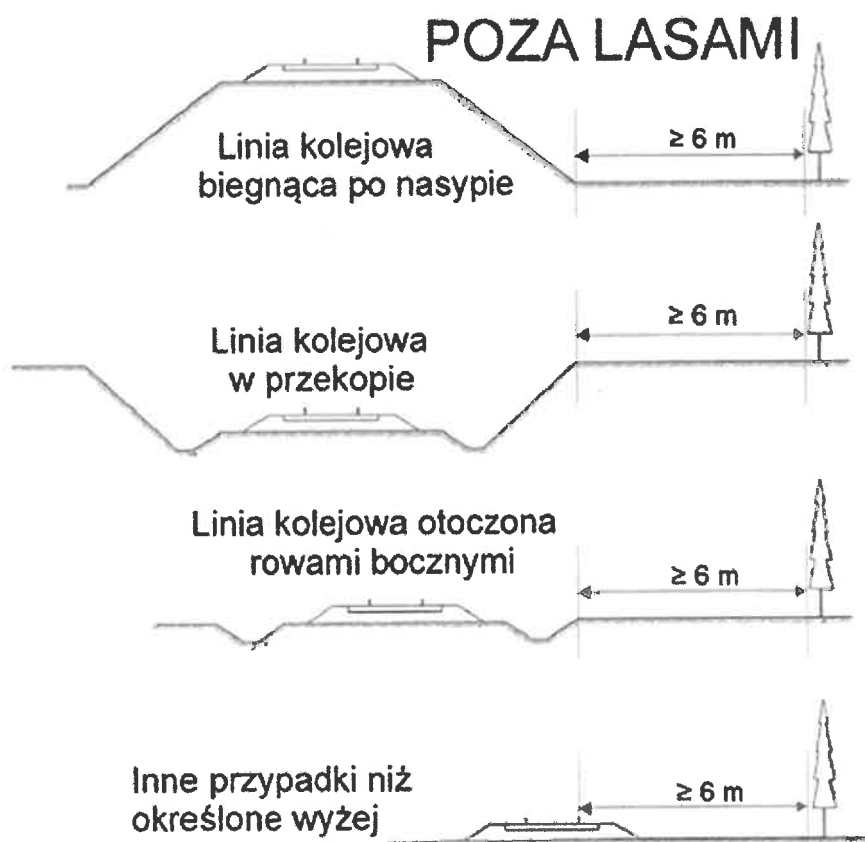 POZA LASAMI
≥ 6 m
Linia kolejowa
biegnąca po nasypie
≥ 6 m
Linia kolejowa
w przekopie
Linia kolejowa otoczona
rowami bocznymi
≥ 6 m
Inne przypadki niż
określone wyżej
≥ 6 m